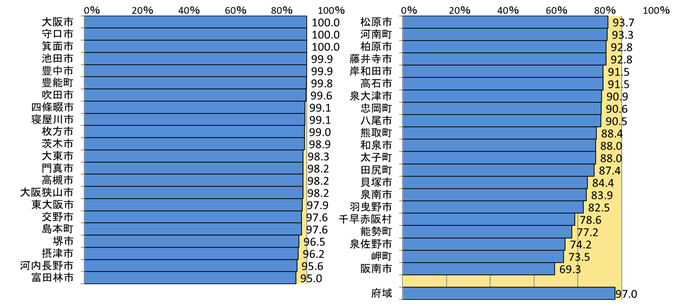 0% 20% 40% 60% 80% 100%
大阪市 100.0
守口市 100.0
箕面市 100.0
池田市 99.9
豊中市 99.9
豊能町 99.8
吹田市 99.6
四條畷市 99.1
寝屋川市 99.1
枚方市 99.0
茨木市 98.9
大東市 98.3
門真市 98.2
高槻市 98.2
大阪狭山市 98.2
東大阪市 97.9
交野市 97.6
島本町 97.6
堺市 96.5
摂津市 96.2
河内長野市 95.6
富田林市 95.0
0% 20% 40% 60% 80% 100%
松原市 93.7
河南町 93.3
柏原市 92.8
藤井寺市 92.8
岸和田市 91.5
高石市 91.5
泉大津市 90.9
忠岡町 90.6
八尾市 90.5
熊取町 88.4
和泉市 88.0
太子町 88.0
田尻町 87.4
貝塚市 84.4
泉南市 83.9
羽曳野市 82.5
千早赤阪村 78.6
能勢町 77.2
泉佐野市 74.2
岬町 73.5
阪南市 69.3
府域 97.0